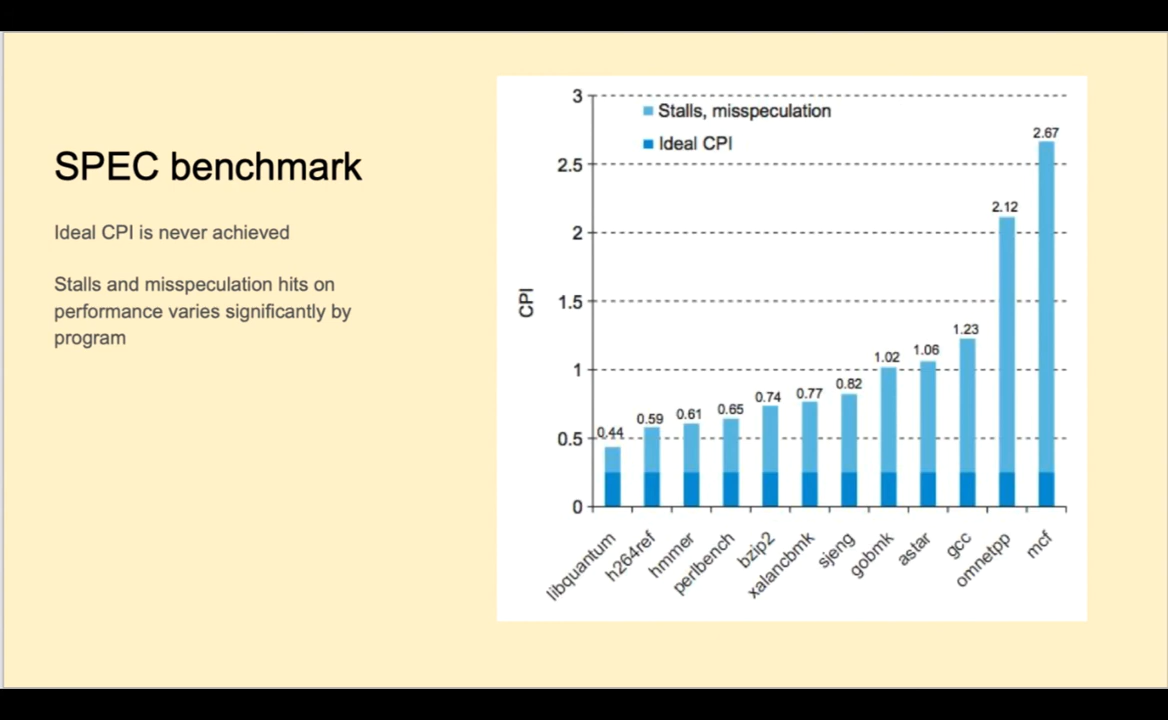 SPEC benchmark
Ideal CPI is never achieved
Stalls and misspeculation hits on
performance varies significantly by
program
3
Stalls, misspeculation
2.67
Ideal CPI
2.5
2.12
2
CPI
1.5
1.23
1.06
1.02
1
0.82
0.77
0.74
0.65
0.61
0.59
0.44
0.5
0
libquantum
h264ref
hmmer
perlbench
bzip2
xalancbmk
sjeng
gobmk
astar
gcc
omnetpp
mcf